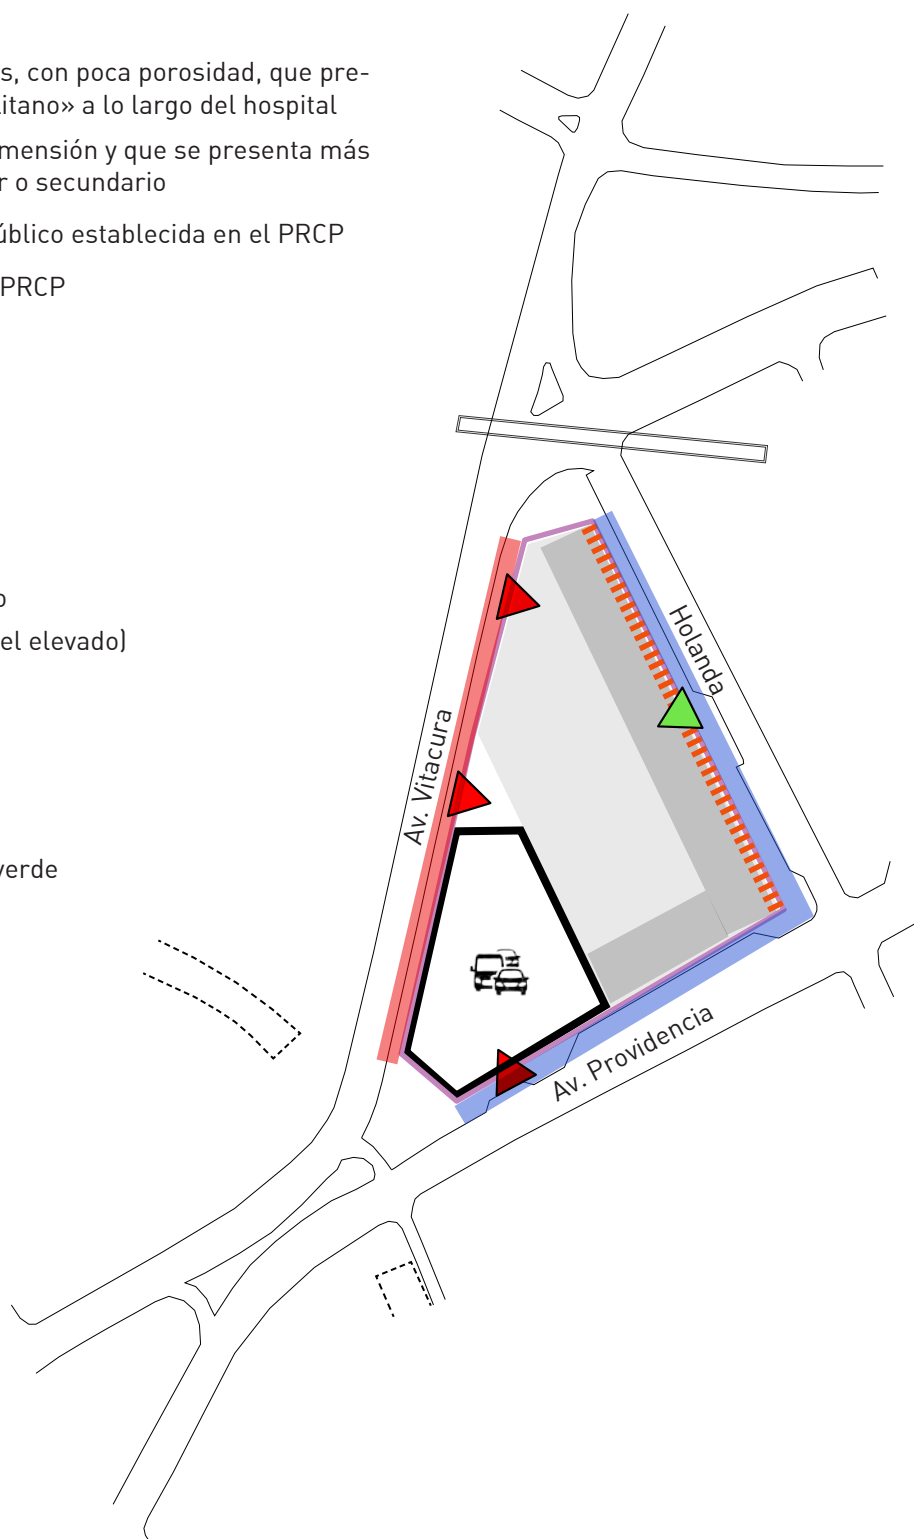 s, con poca porosidad, que pre-
itano» a lo largo del hospital
mensión y que se presenta más
r o secundario
úblico establecida en el PRCP
PRCP
o
el elevado)
verde
Holanda
Av. Vitacura
Av. Providencia